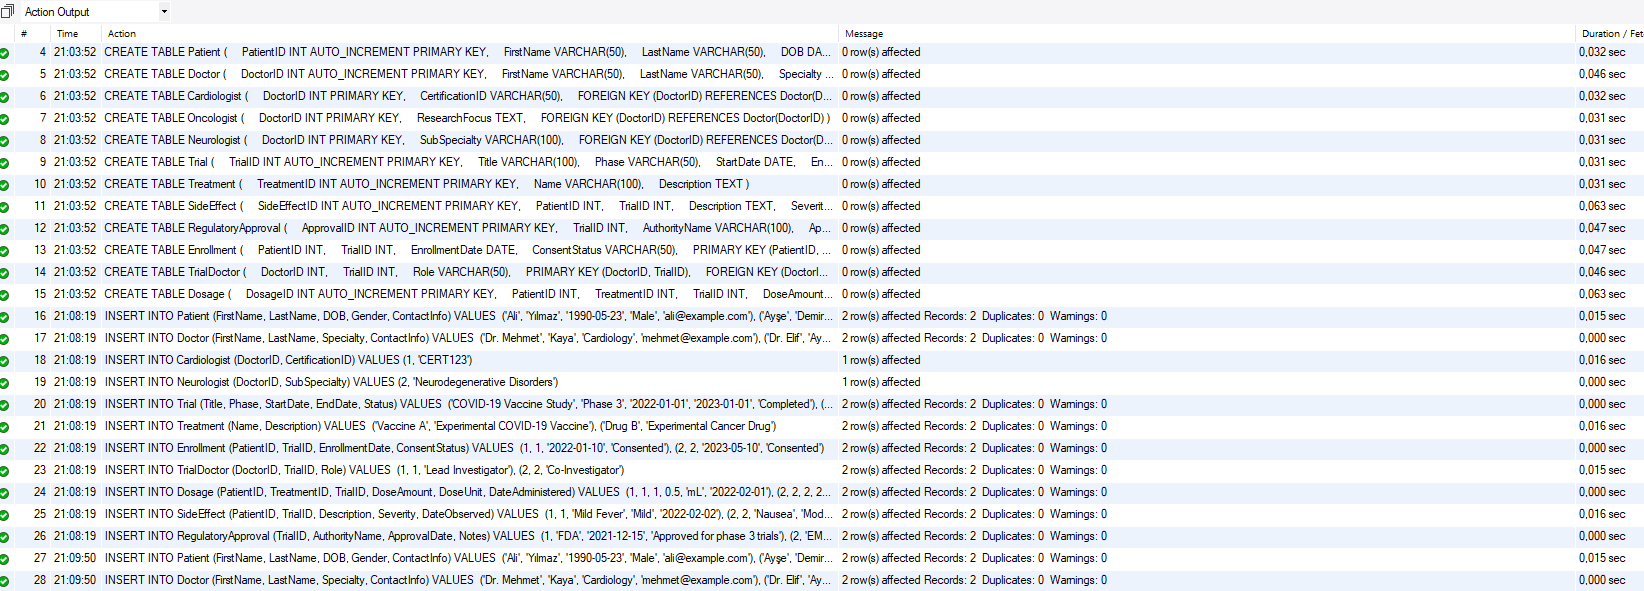 Action Output
# Time Action Message Duration / Fet
4 21:03:52 CREATE TABLE Patient ( PatientID INT AUTO_INCREMENT PRIMARY KEY, FirstName VARCHAR(50), LastName VARCHAR(50), DOB DA... 0 row(s) affected 0,032 sec
5 21:03:52 CREATE TABLE Doctor ( DoctorID INT AUTO_INCREMENT PRIMARY KEY, FirstName VARCHAR(50), LastName VARCHAR(50), Specialty ... 0 row(s) affected 0,046 sec
6 21:03:52 CREATE TABLE Cardiologist ( DoctorID INT PRIMARY KEY, CertificationID VARCHAR(50), FOREIGN KEY (DoctorID) REFERENCES Doctor(D... 0 row(s) affected 0,032 sec
7 21:03:52 CREATE TABLE Oncologist ( DoctorID INT PRIMARY KEY, ResearchFocus TEXT, FOREIGN KEY (DoctorID) REFERENCES Doctor(DoctorID) ) 0 row(s) affected 0,031 sec
8 21:03:52 CREATE TABLE Neurologist ( DoctorID INT PRIMARY KEY, SubSpecialty VARCHAR(100), FOREIGN KEY (DoctorID) REFERENCES Doctor(D... 0 row(s) affected 0,031 sec
9 21:03:52 CREATE TABLE Trial ( TrialID INT AUTO_INCREMENT PRIMARY KEY, Title VARCHAR(100), Phase VARCHAR(50), StartDate DATE, En... 0 row(s) affected 0,031 sec
10 21:03:52 CREATE TABLE Treatment ( TreatmentID INT AUTO_INCREMENT PRIMARY KEY, Name VARCHAR(100), Description TEXT ) 0 row(s) affected 0,031 sec
11 21:03:52 CREATE TABLE SideEffect ( SideEffectID INT AUTO_INCREMENT PRIMARY KEY, PatientID INT, TrialID INT, Description TEXT, Severit... 0 row(s) affected 0,063 sec
12 21:03:52 CREATE TABLE RegulatoryApproval ( ApprovalID INT AUTO_INCREMENT PRIMARY KEY, TrialID INT, AuthorityName VARCHAR(100), Ap... 0 row(s) affected 0,047 sec
13 21:03:52 CREATE TABLE Enrollment ( PatientID INT, TrialID INT, EnrollmentDate DATE, ConsentStatus VARCHAR(50), PRIMARY KEY (PatientID, ... 0 row(s) affected 0,047 sec
14 21:03:52 CREATE TABLE TrialDoctor ( DoctorID INT, TrialID INT, Role VARCHAR(50), PRIMARY KEY (DoctorID, TrialID), FOREIGN KEY (DoctorI... 0 row(s) affected 0,046 sec
15 21:03:52 CREATE TABLE Dosage ( DosageID INT AUTO_INCREMENT PRIMARY KEY, PatientID INT, TreatmentID INT, TrialID INT, DoseAmount... 0 row(s) affected 0,063 sec
16 21:08:19 INSERT INTO Patient (FirstName, LastName, DOB, Gender, ContactInfo) VALUES ('Ali', 'Yılmaz', '1990-05-23', 'Male', 'ali@example.com'), ('Ayşe', 'Demir... 2 row(s) affected Records: 2 Duplicates: 0 Warnings: 0 0,015 sec
17 21:08:19 INSERT INTO Doctor (FirstName, LastName, Specialty, ContactInfo) VALUES ('Dr. Mehmet', 'Kaya', 'Cardiology', 'mehmet@example.com'), ('Dr. Elif', 'Ay... 2 row(s) affected Records: 2 Duplicates: 0 Warnings: 0 0,000 sec
18 21:08:19 INSERT INTO Cardiologist (DoctorID, CertificationID) VALUES (1, 'CERT123') 1 row(s) affected 0,016 sec
19 21:08:19 INSERT INTO Neurologist (DoctorID, SubSpecialty) VALUES (2, 'Neurodegenerative Disorders') 1 row(s) affected 0,000 sec
20 21:08:19 INSERT INTO Trial (Title, Phase, StartDate, EndDate, Status) VALUES ('COVID-19 Vaccine Study', 'Phase 3', '2022-01-01', '2023-01-01', 'Completed'), (... 2 row(s) affected Records: 2 Duplicates: 0 Warnings: 0 0,000 sec
21 21:08:19 INSERT INTO Treatment (Name, Description) VALUES ('Vaccine A', 'Experimental COVID-19 Vaccine'), ('Drug B', 'Experimental Cancer Drug') 2 row(s) affected Records: 2 Duplicates: 0 Warnings: 0 0,016 sec
22 21:08:19 INSERT INTO Enrollment (PatientID, TrialID, EnrollmentDate, ConsentStatus) VALUES (1, 1, '2022-01-10', 'Consented'), (2, 2, '2023-05-10', 'Consented') 2 row(s) affected Records: 2 Duplicates: 0 Warnings: 0 0,000 sec
23 21:08:19 INSERT INTO TrialDoctor (DoctorID, TrialID, Role) VALUES (1, 1, 'Lead Investigator'), (2, 2, 'Co-Investigator') 2 row(s) affected Records: 2 Duplicates: 0 Warnings: 0 0,015 sec
24 21:08:19 INSERT INTO Dosage (PatientID, TreatmentID, TrialID, DoseAmount, DoseUnit, DateAdministered) VALUES (1, 1, 1, 0.5, 'mL', '2022-02-01'), (2, 2, 2, 2... 2 row(s) affected Records: 2 Duplicates: 0 Warnings: 0 0,000 sec
25 21:08:19 INSERT INTO SideEffect (PatientID, TrialID, Description, Severity, DateObserved) VALUES (1, 1, 'Mild Fever', 'Mild', '2022-02-02'), (2, 2, 'Nausea', 'Mod... 2 row(s) affected Records: 2 Duplicates: 0 Warnings: 0 0,016 sec
26 21:08:19 INSERT INTO RegulatoryApproval (TrialID, AuthorityName, ApprovalDate, Notes) VALUES (1, 'FDA', '2021-12-15', 'Approved for phase 3 trials'), (2, 'EM... 2 row(s) affected Records: 2 Duplicates: 0 Warnings: 0 0,000 sec
27 21:09:50 INSERT INTO Patient (FirstName, LastName, DOB, Gender, ContactInfo) VALUES ('Ali', 'Yılmaz', '1990-05-23', 'Male', 'ali@example.com'), ('Ayşe', 'Demir... 2 row(s) affected Records: 2 Duplicates: 0 Warnings: 0 0,015 sec
28 21:09:50 INSERT INTO Doctor (FirstName, LastName, Specialty, ContactInfo) VALUES ('Dr. Mehmet', 'Kaya', 'Cardiology', 'mehmet@example.com'), ('Dr. Elif', 'Ay... 2 row(s) affected Records: 2 Duplicates: 0 Warnings: 0 0,000 sec